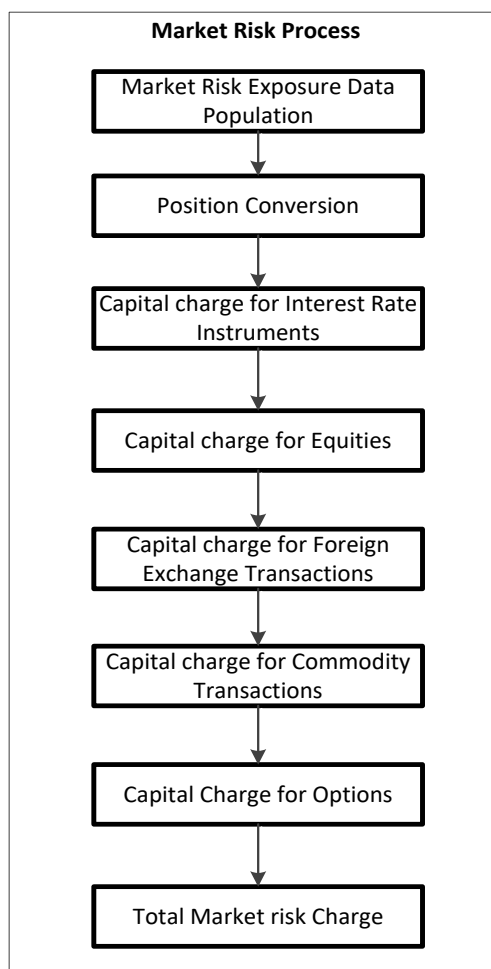 Market Risk Process
Market Risk Exposure Data
Population
Position Conversion
Capital charge for Interest Rate
Instruments
Capital charge for Equities
Capital charge for Foreign
Exchange Transactions
Capital charge for Commodity
Transactions
Capital Charge for Options
Total Market risk Charge